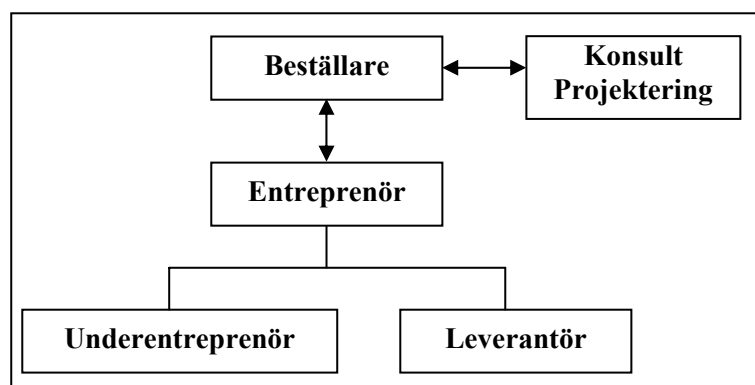 Beställare
Konsult
Projektering
Entreprenör
Underentreprenör
Leverantör